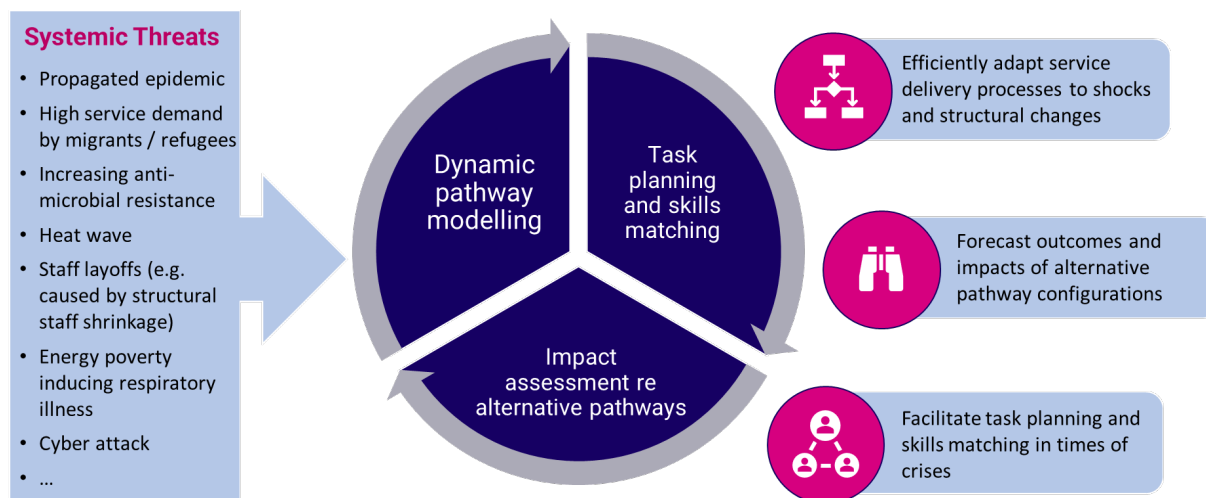 Systemic Threats
• Propagated epidemic
• High service demand
by migrants / refugees
• Increasing anti-
microbial resistance
• Heat wave
• Staff layoffs (e.g.
caused by structural
staff shrinkage)
• Energy poverty
inducing respiratory
illness
• Cyber attack
• ...
Dynamic
pathway
modelling
Task
planning
and skills
matching
Impact
assessment re
alternative pathways
Efficiently adapt service
delivery processes to shocks
and structural changes
Forecast outcomes and
impacts of alternative
pathway configurations
Facilitate task planning and
skills matching in times of
crises